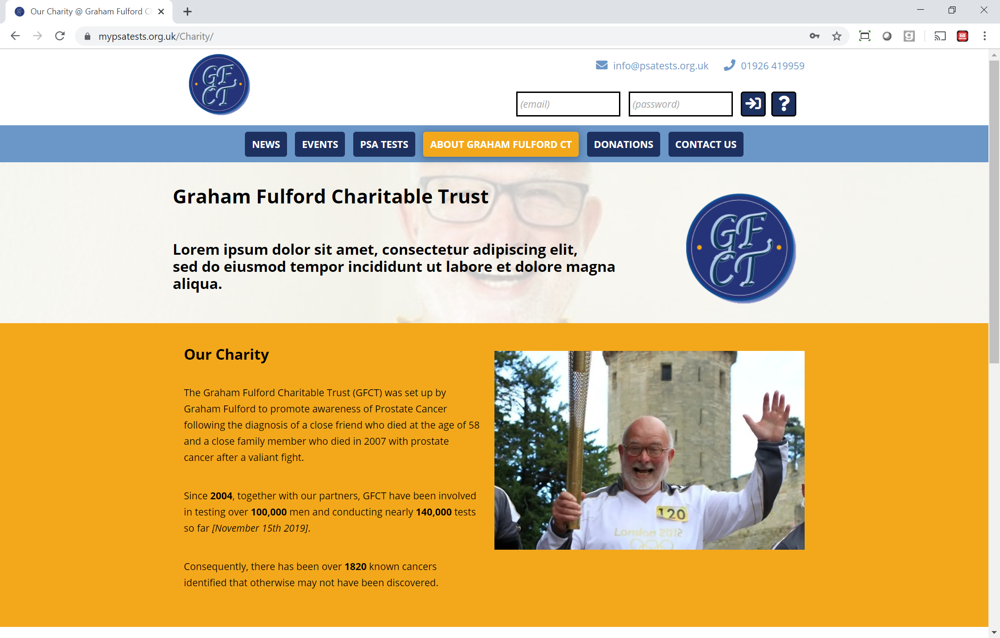 Our Charity @ Graham Fulford C
mypsatests.org.uk/Charity/
GF
CT
info@psatests.org.uk 01926 419959
(email) (password) ?
NEWS EVENTS PSA TESTS ABOUT GRAHAM FULFORD CT DONATIONS CONTACT US
Graham Fulford Charitable Trust
Lorem ipsum dolor sit amet, consectetur adipiscing elit,
sed do eiusmod tempor incididunt ut labore et dolore magna
aliqua.
GF
CT
Our Charity
The Graham Fulford Charitable Trust (GFCT) was set up by
Graham Fulford to promote awareness of Prostate Cancer
following the diagnosis of a close friend who died at the age of 58
and a close family member who died in 2007 with prostate
cancer after a valiant fight.
Since 2004, together with our partners, GFCT have been involved
in testing over 100,000 men and conducting nearly 140,000 tests
so far [November 15th 2019].
Consequently, there has been over 1820 known cancers
identified that otherwise may not have been discovered.
120
London 2012